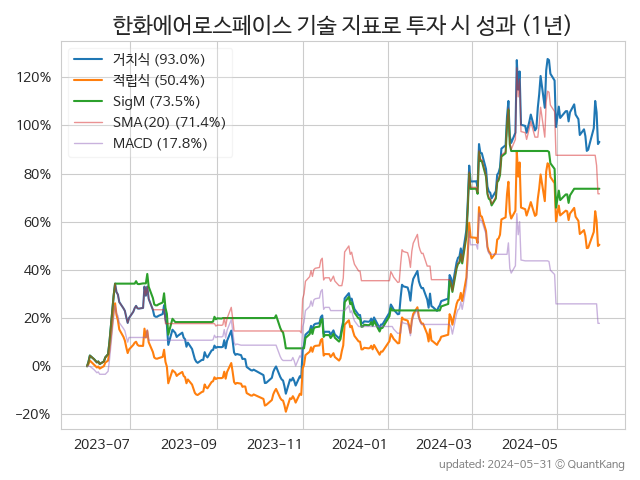 한화에어로스페이스 기술 지표로 투자 시 성과 (1년)
거치식 (93.0%)
적립식 (50.4%)
SigM (73.5%)
SMA(20) (71.4%)
MACD (17.8%)
120%
100%
80%
60%
40%
20%
0%
−20%
2023-07 2023-09 2023-11 2024-01 2024-03 2024-05
updated: 2024-05-31 ⓒ QuantKang